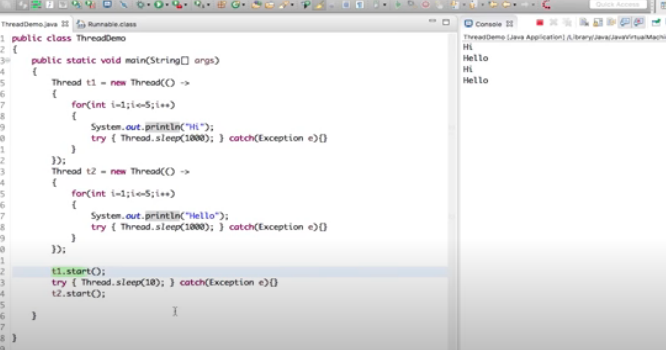 ThreadDemo.java
Runnable.class
Quick Access
public class ThreadDemo
{
public static void main(String[] args)
{
Thread t1 = new Thread(() ->
{
for(int i=1;i<=5;i++)
{
System.out.println("Hi");
try { Thread.sleep(1000); } catch(Exception e){}
}
});
Thread t2 = new Thread(() ->
{
for(int i=1;i<=5;i++)
{
System.out.println("Hello");
try { Thread.sleep(1000); } catch(Exception e){}
}
});
t1.start();
try { Thread.sleep(10); } catch(Exception e){}
t2.start();
}
}
Console
ThreadDemo [Java Application] /Library/Java/JavaVirtualMachi
Hi
Hello
Hi
Hello